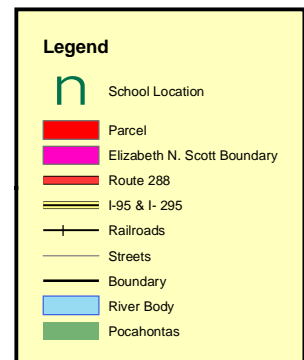 Legend
n School Location
Parcel
Elizabeth N. Scott Boundary
Route 288
I-95 & I- 295
Railroads
Streets
Boundary
River Body
Pocahontas